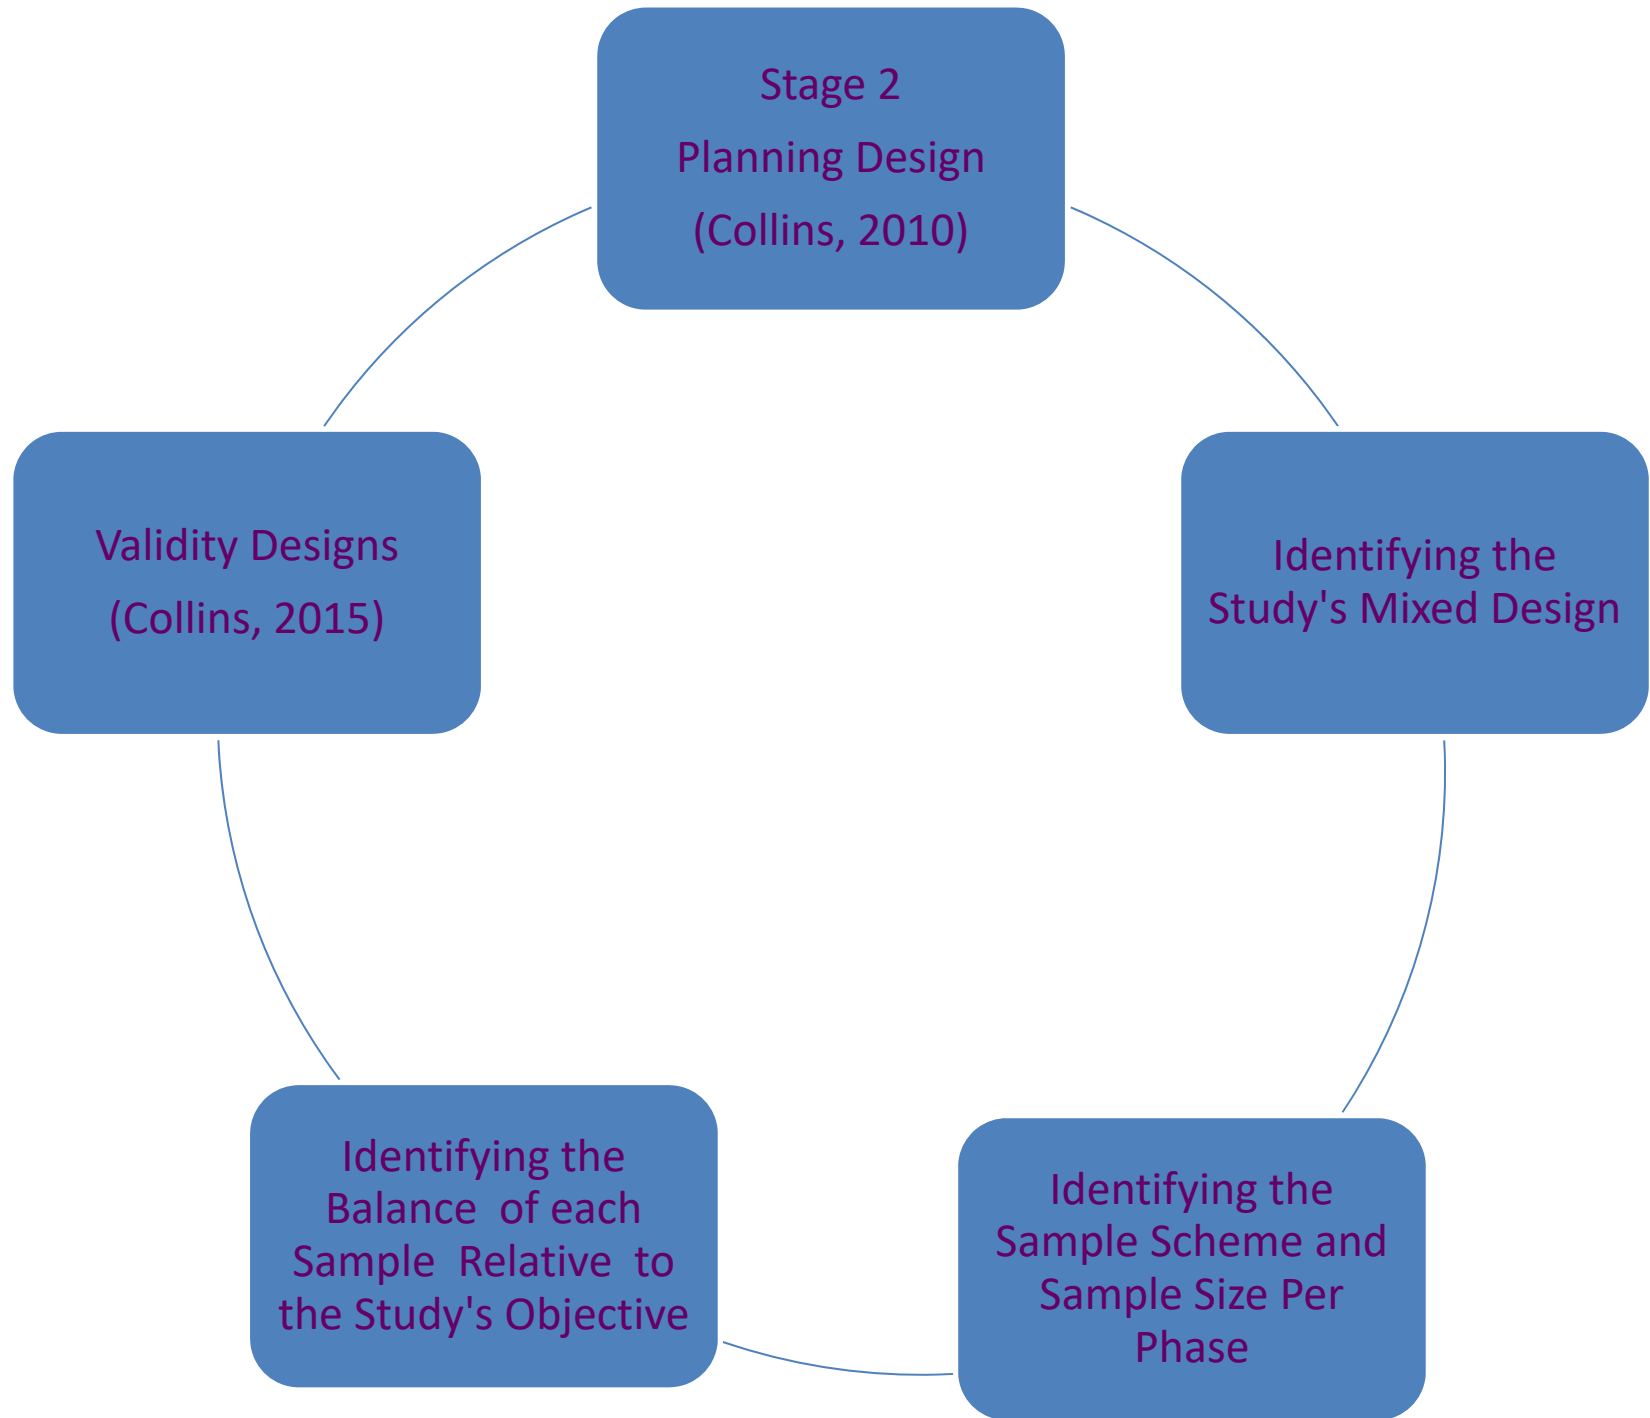 Stage 2
Planning Design
(Collins, 2010)
Validity Designs
(Collins, 2015)
Identifying the
Study's Mixed Design
Identifying the
Balance  of each
Sample  Relative  to
the Study's Objective
Identifying the
Sample Scheme and
Sample Size Per
Phase